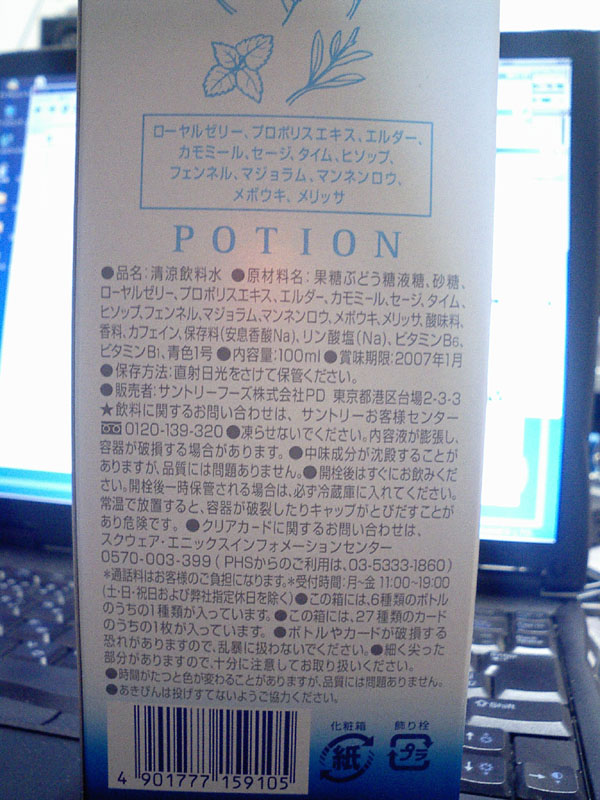 ローヤルゼリー、プロポリスエキス、エルダー、
カモミール、セージ、タイム、ヒソップ、
フェンネル、マジョラム、マンネンロウ、
メボウキ、メリッサ
POTION
●品名：清涼飲料水 ●原材料名：果糖ぶどう糖液糖、砂糖、
ローヤルゼリー、プロポリスエキス、エルダー、カモミール、セージ、タイム、
ヒソップ、フェンネル、マジョラム、マンネンロウ、メボウキ、メリッサ、酸味料、
香料、カフェイン、保存料(安息香酸Na)、リン酸塩(Na)、ビタミンB6、
ビタミンB1、青色1号 ●内容量：100ml ●賞味期限：2007年1月
●保存方法：直射日光をさけて保管ください。
●販売者：サントリーフーズ株式会社PD 東京都港区台場2-3-3
★飲料に関するお問い合わせは、サントリーお客様センター
0120-139-320 ●凍らせないでください。内容液が膨張し、
容器が破損する場合があります。●中味成分が沈殿することが
ありますが、品質には問題ありません。●開栓後はすぐにお飲みくだ
さい。開栓後一時保管される場合は、必ず冷蔵庫に入れてください。
常温で放置すると、容器が破裂したりキャップがとびだすことが
あり危険です。●クリアカードに関するお問い合わせは、
スクウェア・エニックスインフォメーションセンター
0570-003-399 (PHSからのご利用は、03-5333-1860)
*通話料はお客様のご負担になります。*受付時間：月～金 11:00~19:00
(土・日・祝日および弊社指定休日を除く) ●この箱には、6種類のボトル
のうちの1種類が入っています。●この箱には、27種類のカード
のうちの1枚が入っています。●ボトルやカードが破損する
恐れがありますので、乱暴に扱わないでください。●細く尖った
部分がありますので、十分に注意してお取り扱いください。
●時間がたつと色が変わることがありますが、品質には問題ありません。
●あきびんは投げすてないようご協力ください。
化粧箱 飾り栓
紙 プラ
4 901777 159105
Shift